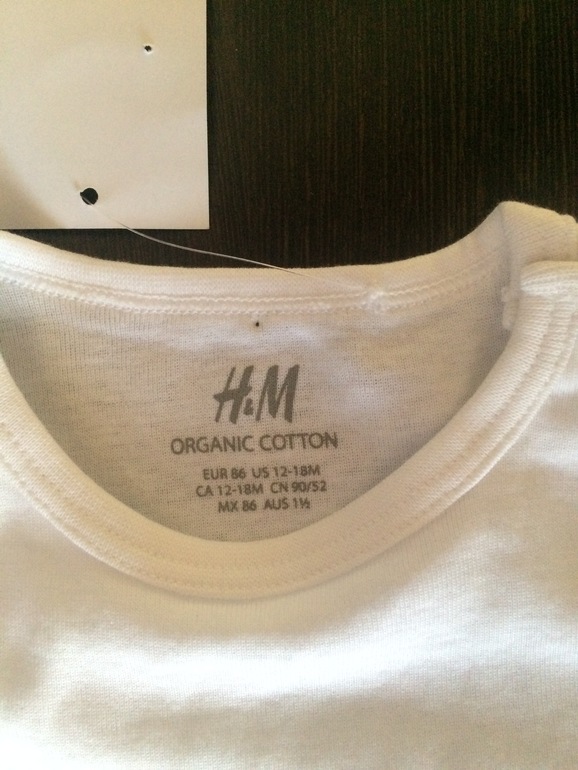 H&M
ORGANIC COTTON
EUR 86 US 12-18M
CA 12-18M CN 90/52
MX 86 AUS 1½